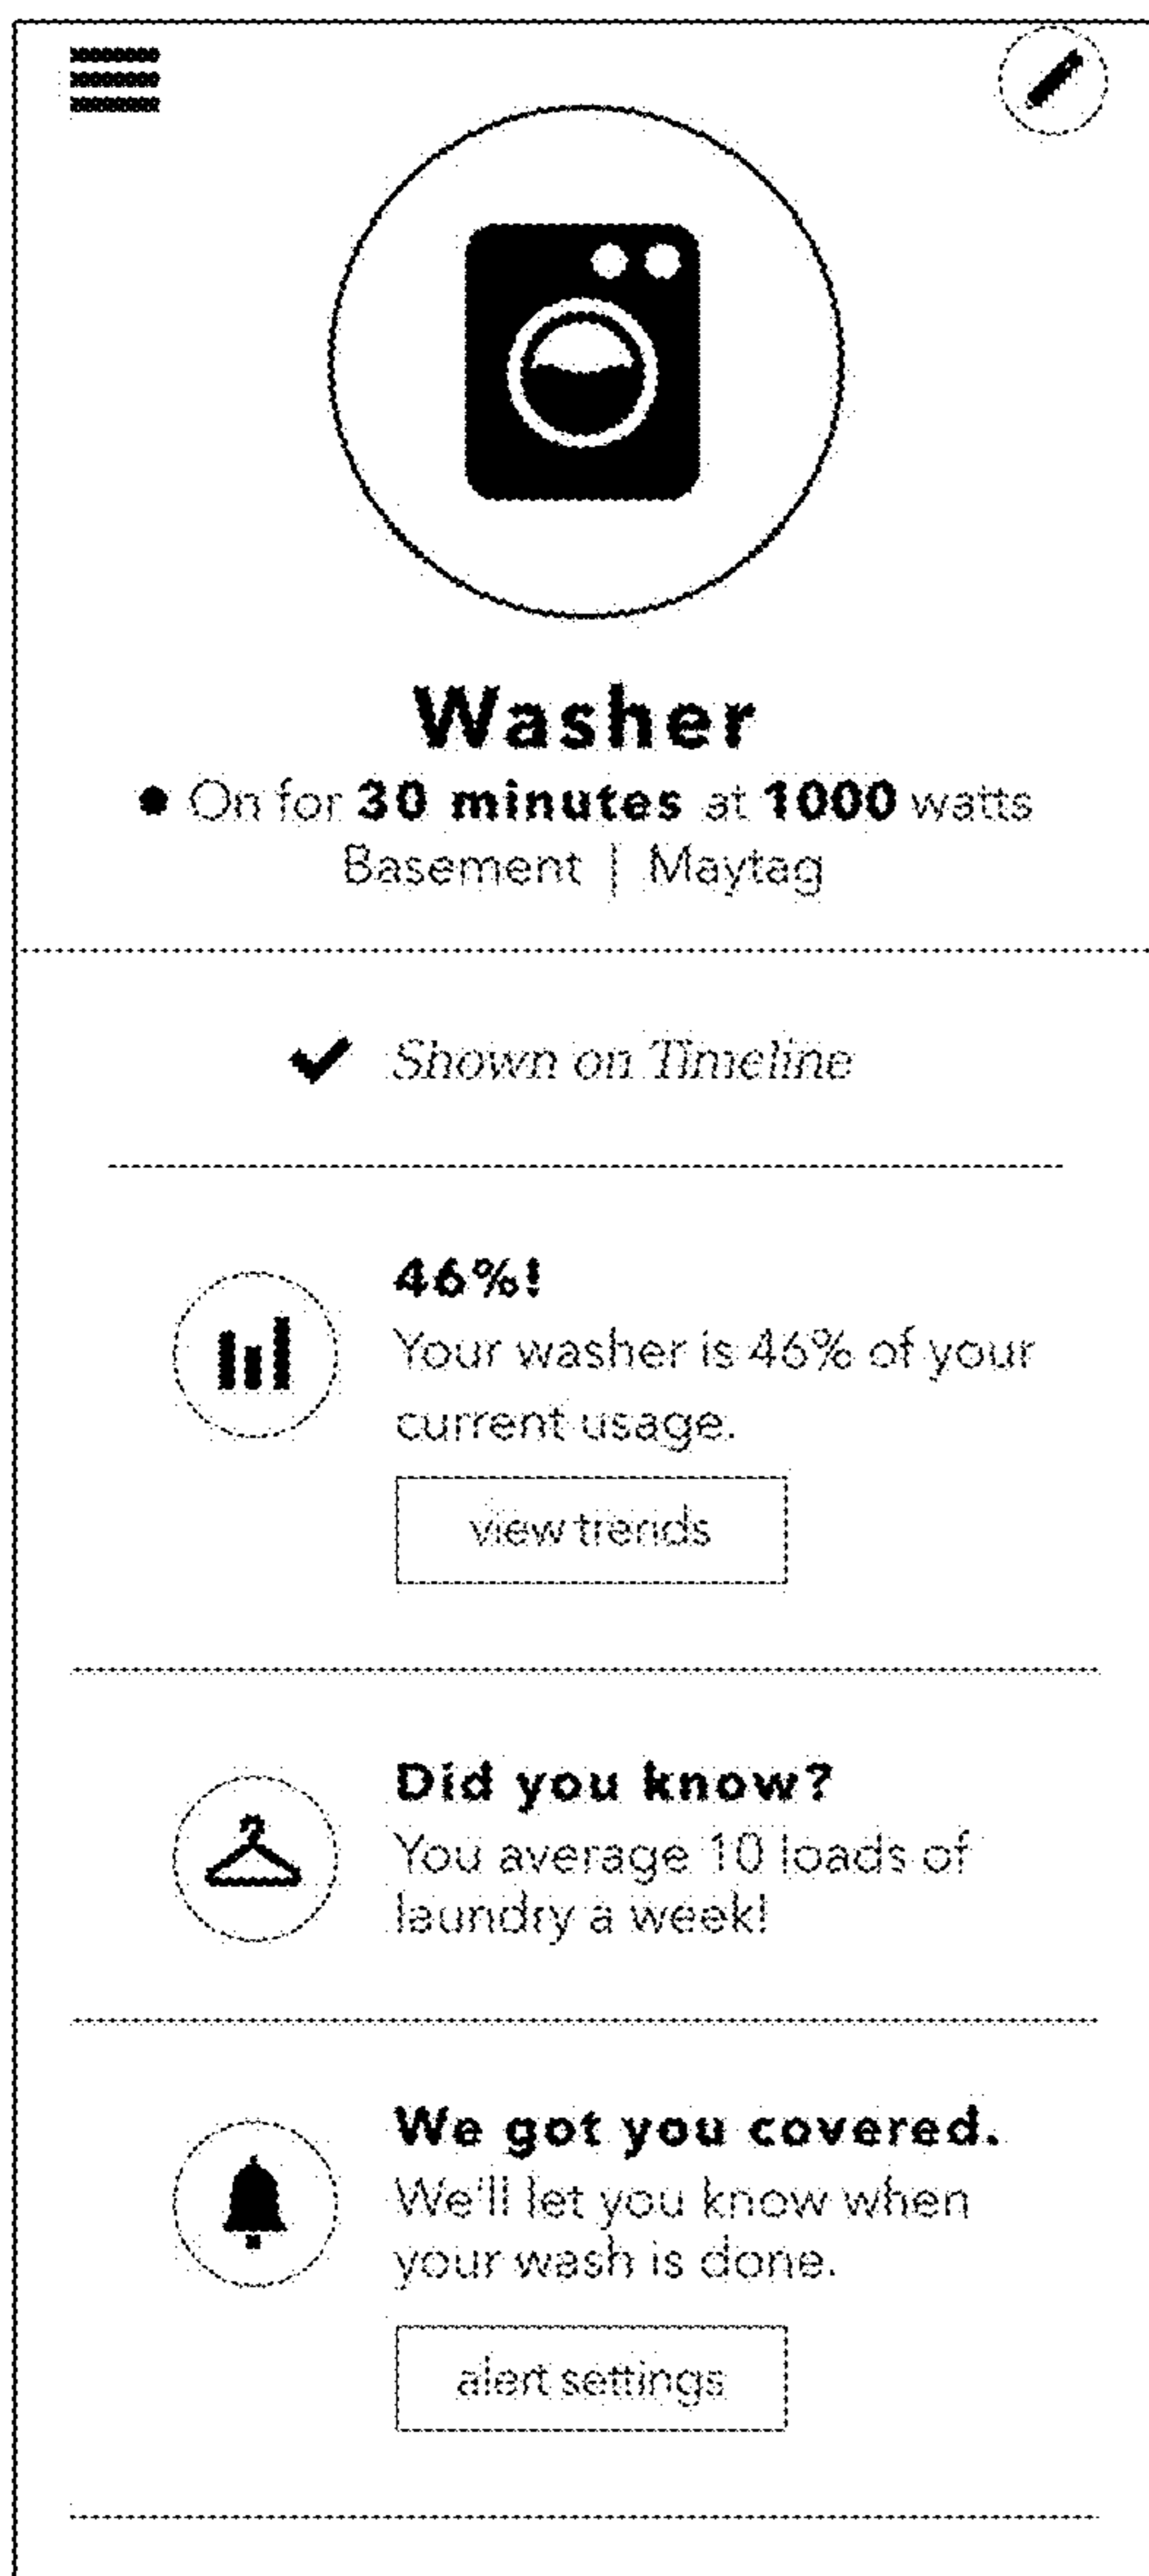 Washer
● On for 30 minutes at 1000 watts
Basement | Maytag
Shown on Timeline
46%!
Your washer is 46% of your
current usage.
view trends
Did you know?
You average 10 loads of
laundry a week!
We got you covered.
We'll let you know when
your wash is done.
alert settings